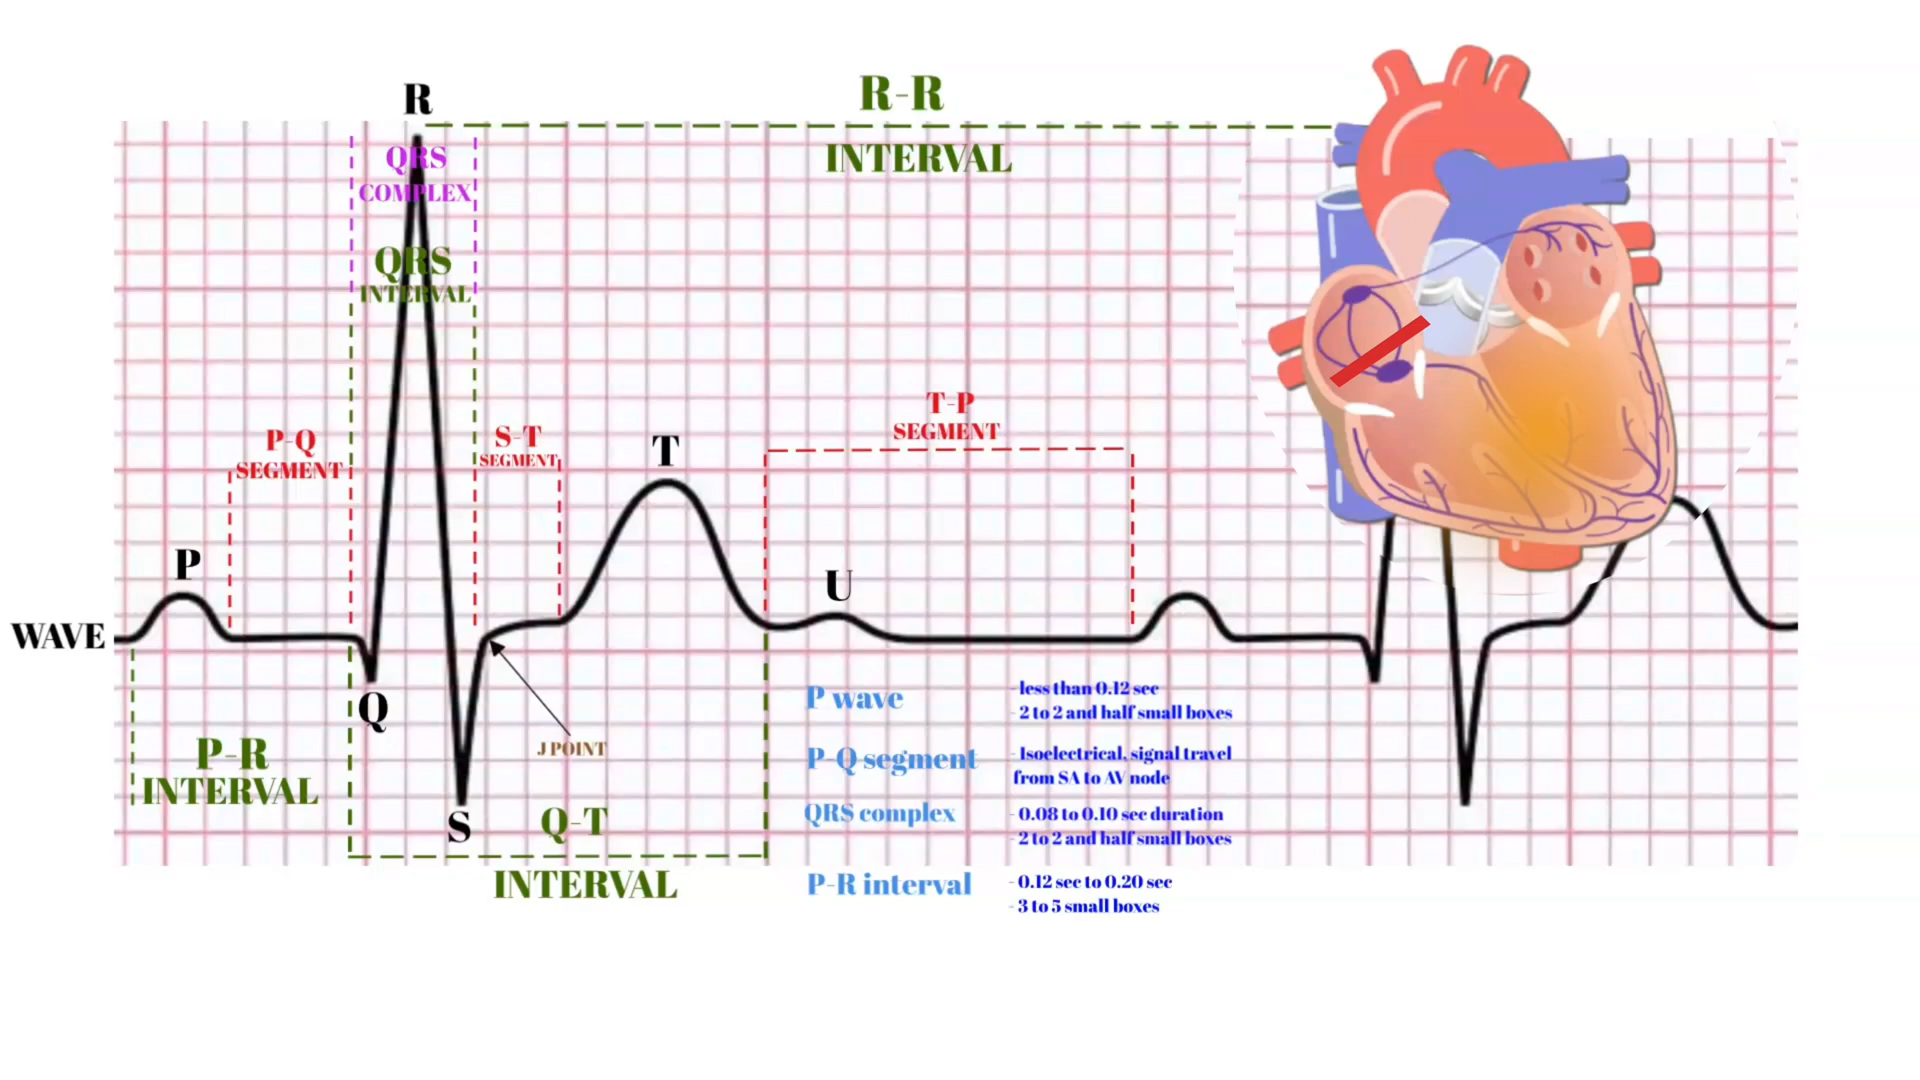 R
R-R
INTERVAL
QRS
COMPLEX
QRS
INTERVAL
P-Q
SEGMENT
S-T
SEGMENT
T
T-P
SEGMENT
P
U
WAVE
Q
J POINT
P-R
INTERVAL
S
Q-T
INTERVAL
P wave
- less than 0.12 sec
- 2 to 2 and half small boxes
P-Q segment
- Isoelectrical, signal travel
from SA to AV node
QRS complex
- 0.08 to 0.10 sec duration
- 2 to 2 and half small boxes
P-R interval
- 0.12 sec to 0.20 sec
- 3 to 5 small boxes